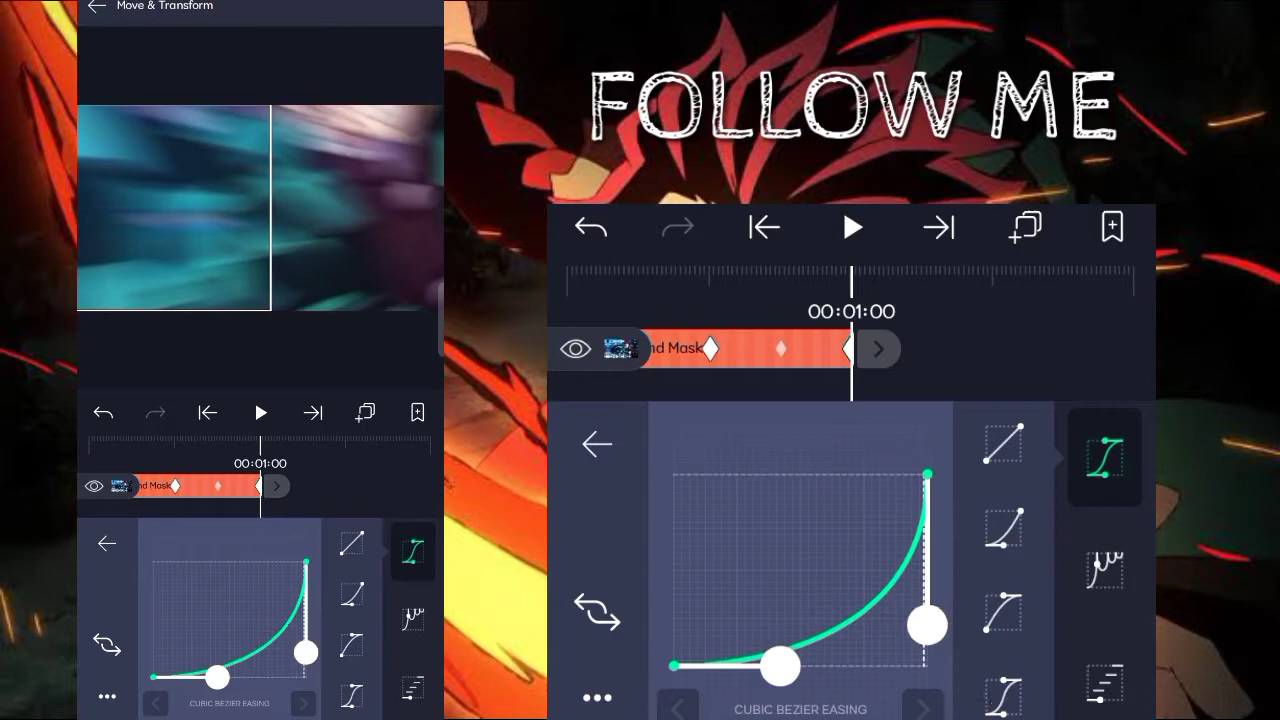 Move & Transform
FOLLOW ME
00:01:00
nd Mask
CUBIC BEZIER EASING
00:01:00
nd Mask
CUBIC BEZIER EASING